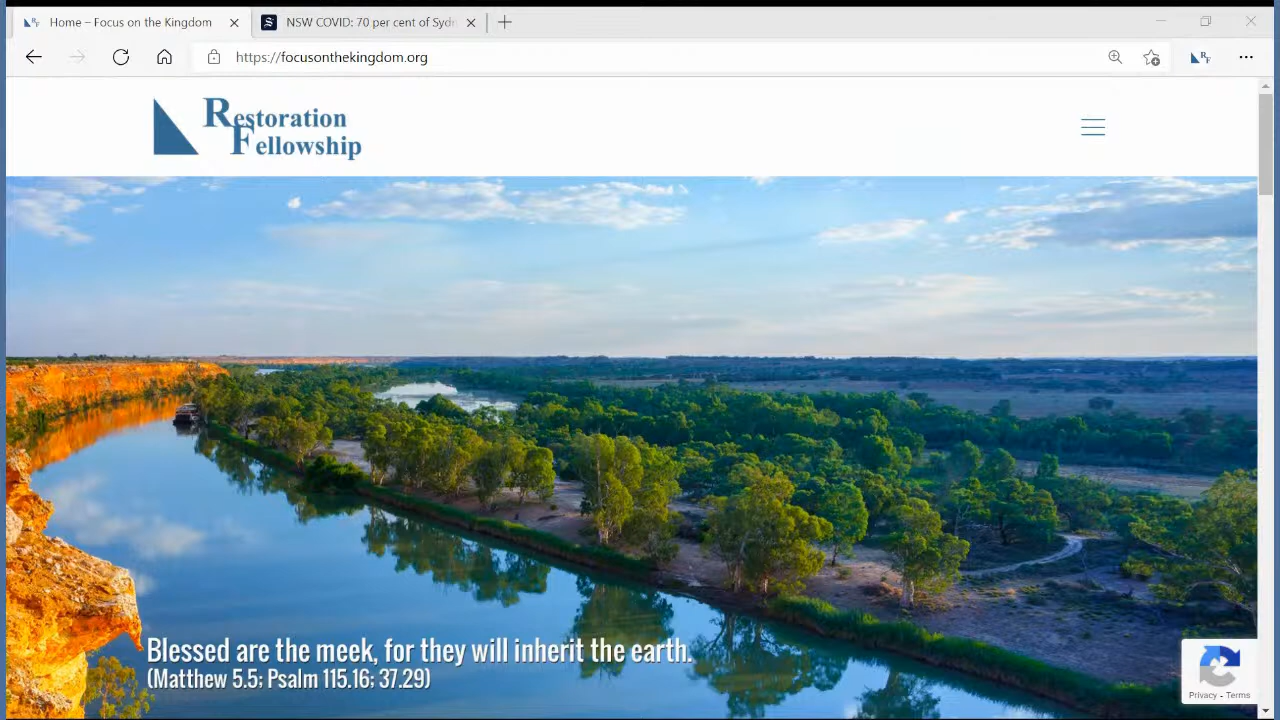 Home – Focus on the Kingdom
NSW COVID: 70 per cent of Sydn
https://focusonthekingdom.org
R F
Restoration
Fellowship
Blessed are the meek, for they will inherit the earth.
(Matthew 5.5; Psalm 115.16; 37.29)
Privacy - Terms